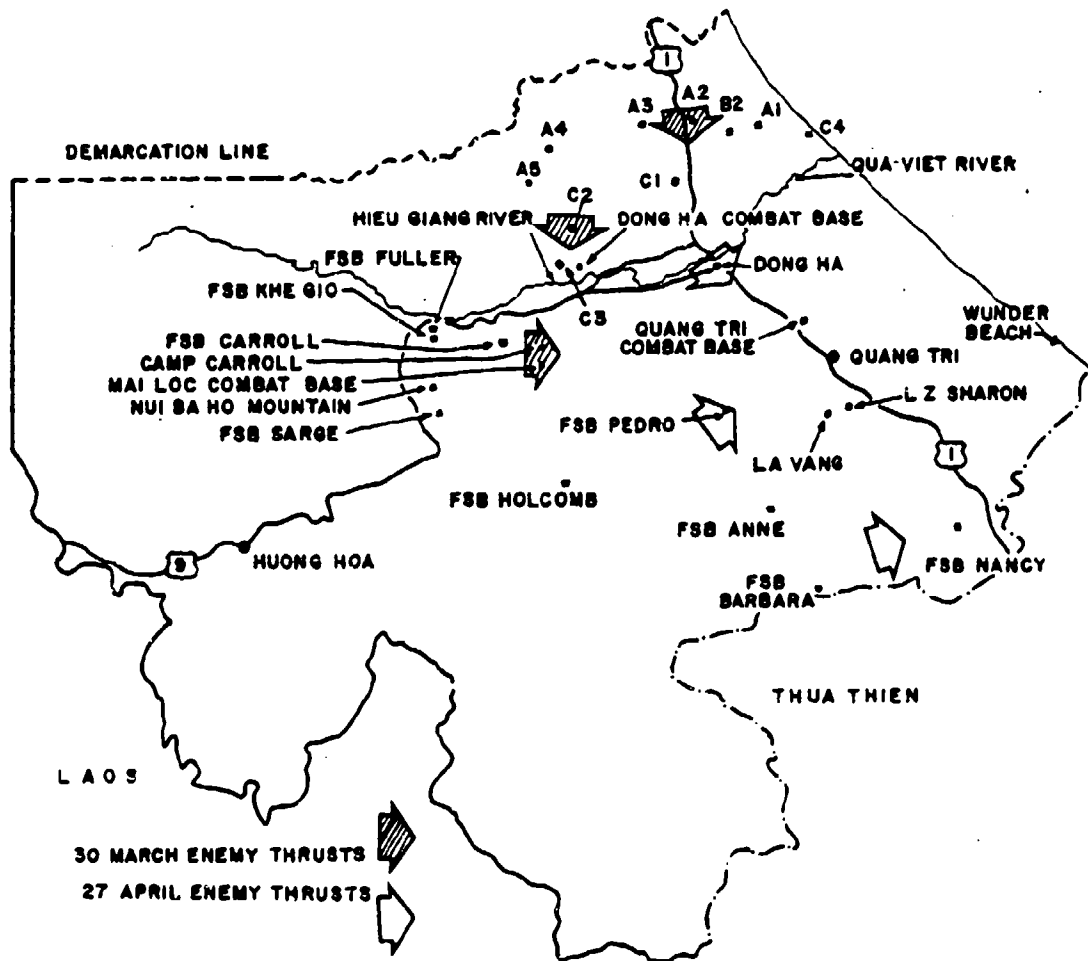 1
A2
A3
B2
A1
C4
A4
DEMARCATION LINE
QUA-VIET RIVER
A5
C1
C2
HIEU GIANG RIVER
DONG HA COMBAT BASE
FSB FULLER
DONG HA
FSB KHE GIO
C3
WUNDER
BEACH
QUANG TRI
COMBAT BASE
FSB CARROLL
QUANG TRI
CAMP CARROLL
MAI LOC COMBAT BASE
L Z SHARON
NUI BA HO MOUNTAIN
FSB PEDRO
FSB SARGE
LA VANG
1
FSB HOLCOMB
FSB ANNE
HUONG HOA
9
FSB NANCY
FSB
BARBARA
THUA THIEN
LAOS
30 MARCH ENEMY THRUSTS
27 APRIL ENEMY THRUSTS